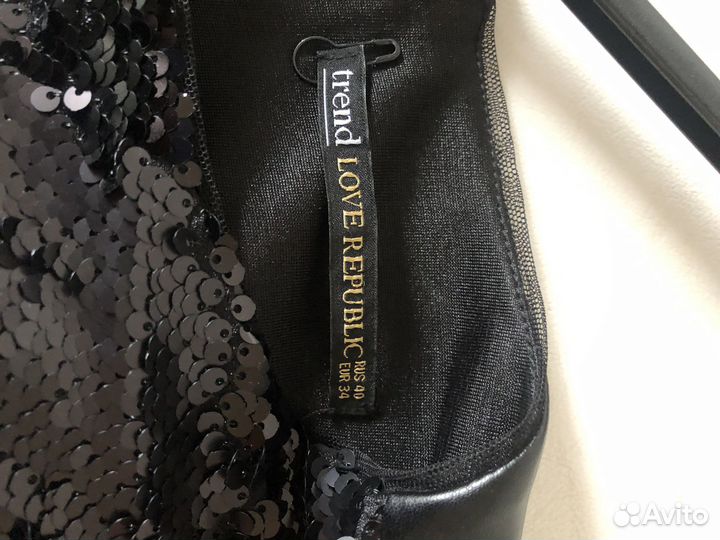 trend
LOVE REPUBLIC
RUS 40
EUR 34
Avito